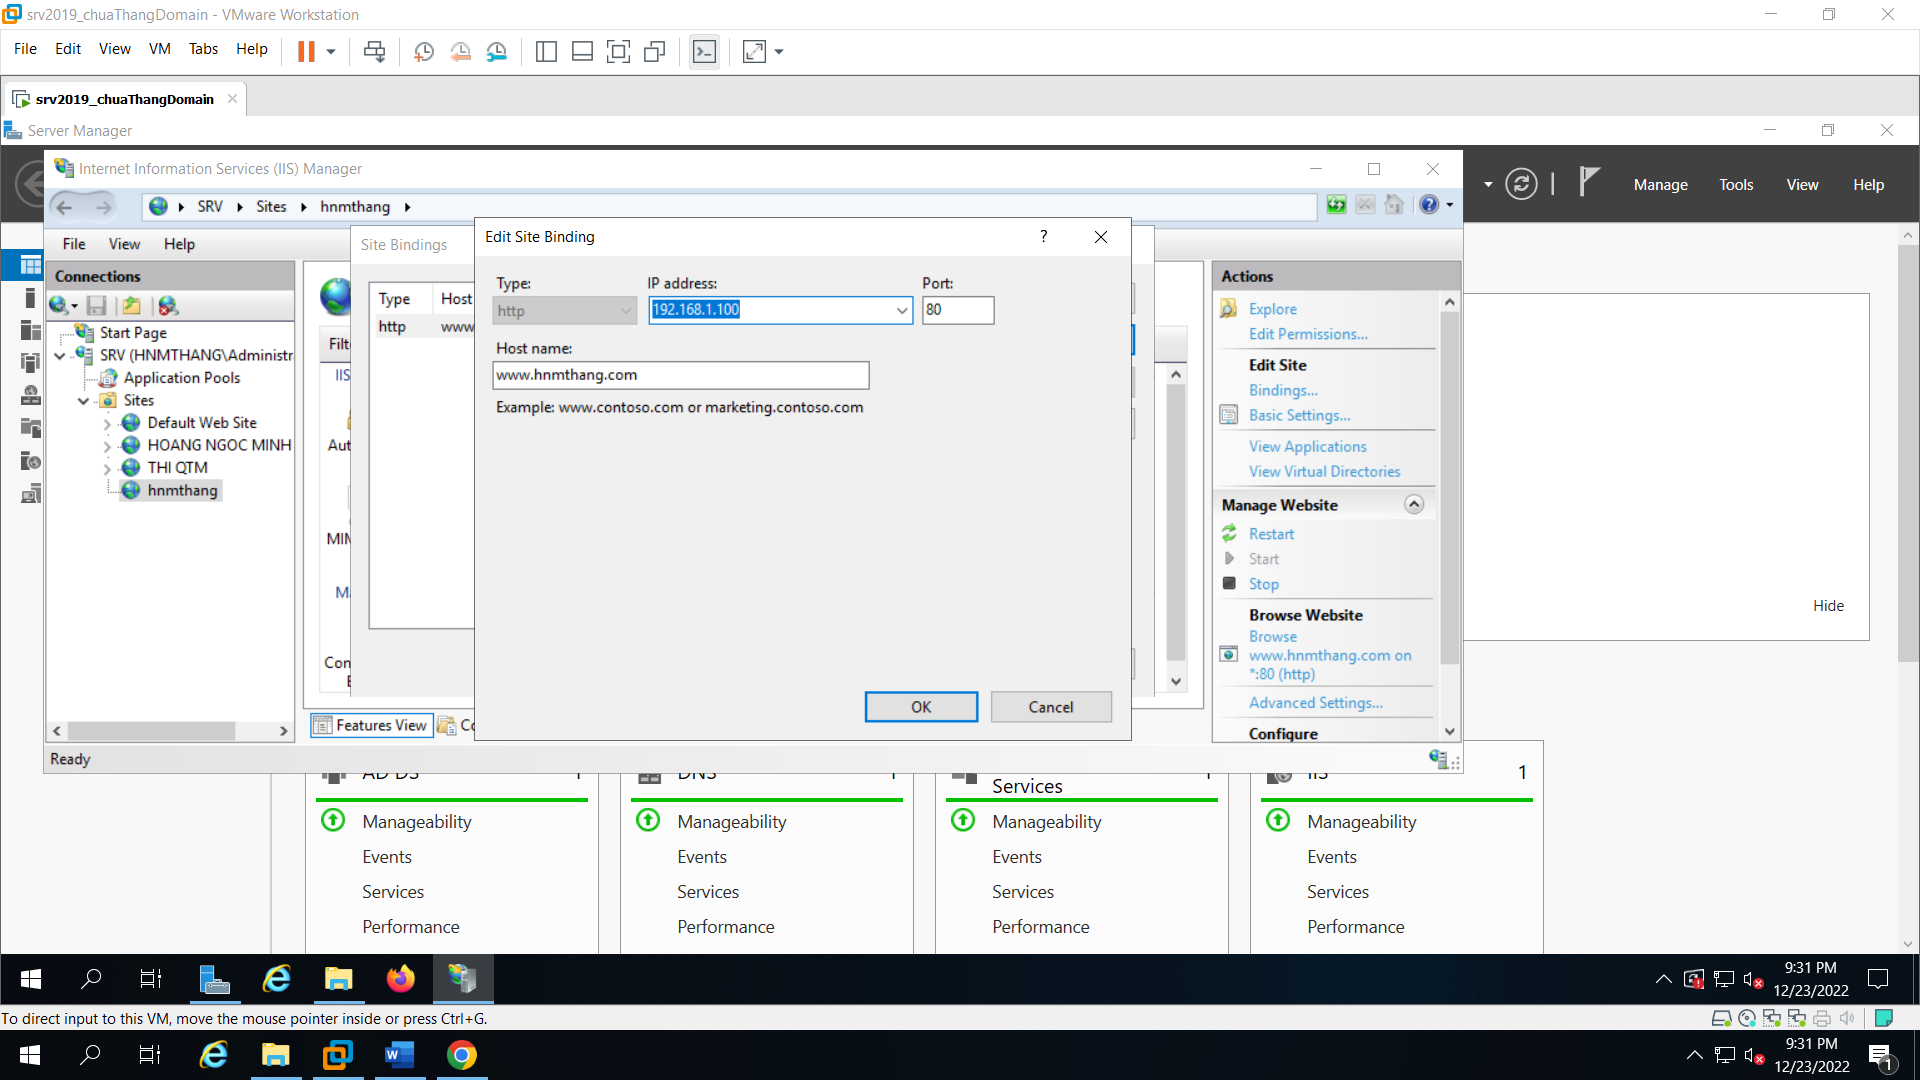 srv2019_chuaThangDomain - VMware Workstation
File Edit View VM Tabs Help
srv2019_chuaThangDomain
Server Manager
Internet Information Services (IIS) Manager
Manage Tools View Help
SRV Sites hnmthang
File View Help
Site Bindings
Edit Site Binding
?
Connections
Start Page
SRV (HNMTHANG\Administr
Application Pools
Sites
Default Web Site
HOANG NGOC MINH
THI QTM
hnmthang
Type Host
http www
Type:
http
IP address:
192.168.1.100
Port:
80
Host name:
www.hnmthang.com
Example: www.contoso.com or marketing.contoso.com
OK Cancel
Features View
Ready
Actions
Explore
Edit Permissions...
Edit Site
Bindings...
Basic Settings...
View Applications
View Virtual Directories
Manage Website
Restart
Start
Stop
Browse Website
Browse
www.hnmthang.com on
*:80 (http)
Advanced Settings...
Configure
Hide
AD DS 1
Manageability
Events
Services
Performance
DNS 1
Manageability
Events
Services
Performance
Services 1
Manageability
Events
Services
Performance
IIS 1
Manageability
Events
Services
Performance
9:31 PM
12/23/2022
To direct input to this VM, move the mouse pointer inside or press Ctrl+G.
9:31 PM
12/23/2022
1